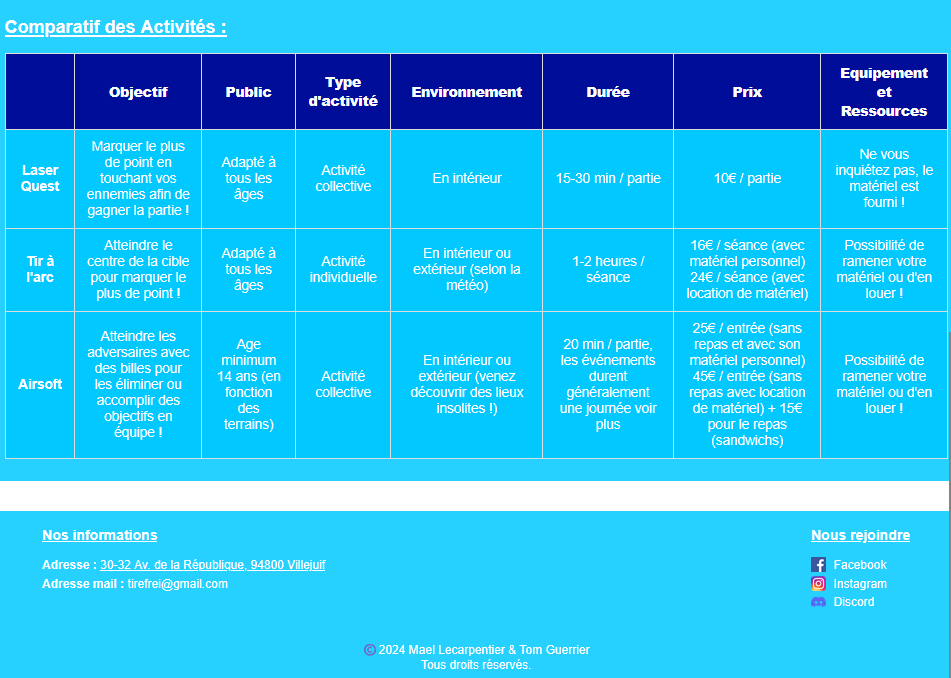 Comparatif des Activités :
Objectif
Public
Type
d'activité
Environnement
Durée
Prix
Equipement
et
Ressources
Laser
Quest
Marquer le plus
de point en
touchant vos
ennemies afin de
gagner la partie !
Adapté à
tous les
âges
Activité
collective
En intérieur
15-30 min / partie
10€ / partie
Ne vous
inquiétez pas, le
matériel est
fourni !
Tir à
l'arc
Atteindre le
centre de la cible
pour marquer le
plus de point !
Adapté à
tous les
âges
Activité
individuelle
En intérieur ou
extérieur (selon la
météo)
1-2 heures /
séance
16€ / séance (avec
matériel personnel)
24€ / séance (avec
location de matériel)
Possibilité de
ramener votre
matériel ou d'en
louer !
Airsoft
Atteindre les
adversaires avec
des billes pour
les éliminer ou
accomplir des
objectifs en
équipe !
Age
minimum
14 ans (en
fonction
des
terrains)
Activité
collective
En intérieur ou
extérieur (venez
découvrir des lieux
insolites !)
20 min / partie,
les événements
durent
généralement
une journée voir
plus
25€ / entrée (sans
repas et avec son
matériel personnel)
45€ / entrée (sans
repas avec location
de matériel) + 15€
pour le repas
(sandwichs)
Possibilité de
ramener votre
matériel ou d'en
louer !
Nos informations
Adresse : 30-32 Av. de la République, 94800 Villejuif
Adresse mail : tirefrei@gmail.com
Nous rejoindre
Facebook
Instagram
Discord
© 2024 Mael Lecarpentier & Tom Guerrier
Tous droits réservés.